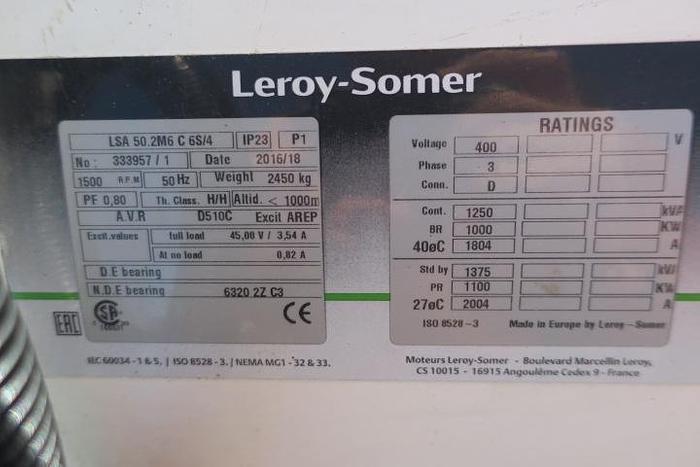 Leroy-Somer
LSA 50.2M6 C 6S/4 IP23 P1
No : 333957 / 1 Date 2016/18
1500 R.P.M 50 Hz Weight 2450 kg
PF 0,80 Th. Class. H/H Altid. < 1000m
A.V.R D510C Excit AREP
Excit.values full load 45,00 V / 3,54 A
At no load 0,82 A
D.E bearing
N.D.E bearing 6320 2Z C3
SA
CE
EAC
IEC 60034 - 1 & 5. | ISO 8528 - 3. | NEMA MG1 - 32 & 33.
RATINGS
Voltage 400 V
Phase 3
Conn. D
Cont. 1250 kVA
BR 1000 KW
40øC 1804 A
Std by 1375 kVA
PR 1100 KW
27øC 2004 A
ISO 8528 -3 Made in Europe by Leroy - Somer
Moteurs Leroy-Somer - Boulevard Marcellin Leroy,
CS 10015 - 16915 Angoulême Cedex 9 - France